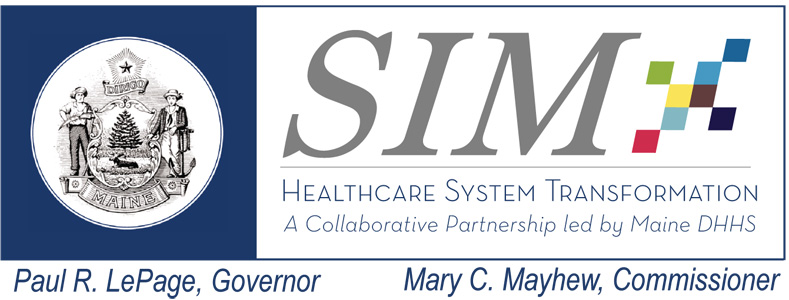 DIRIGO
MAINE
SIM
HEALTHCARE SYSTEM TRANSFORMATION
A Collaborative Partnership led by Maine DHHS
Paul R. LePage, Governor
Mary C. Mayhew, Commissioner